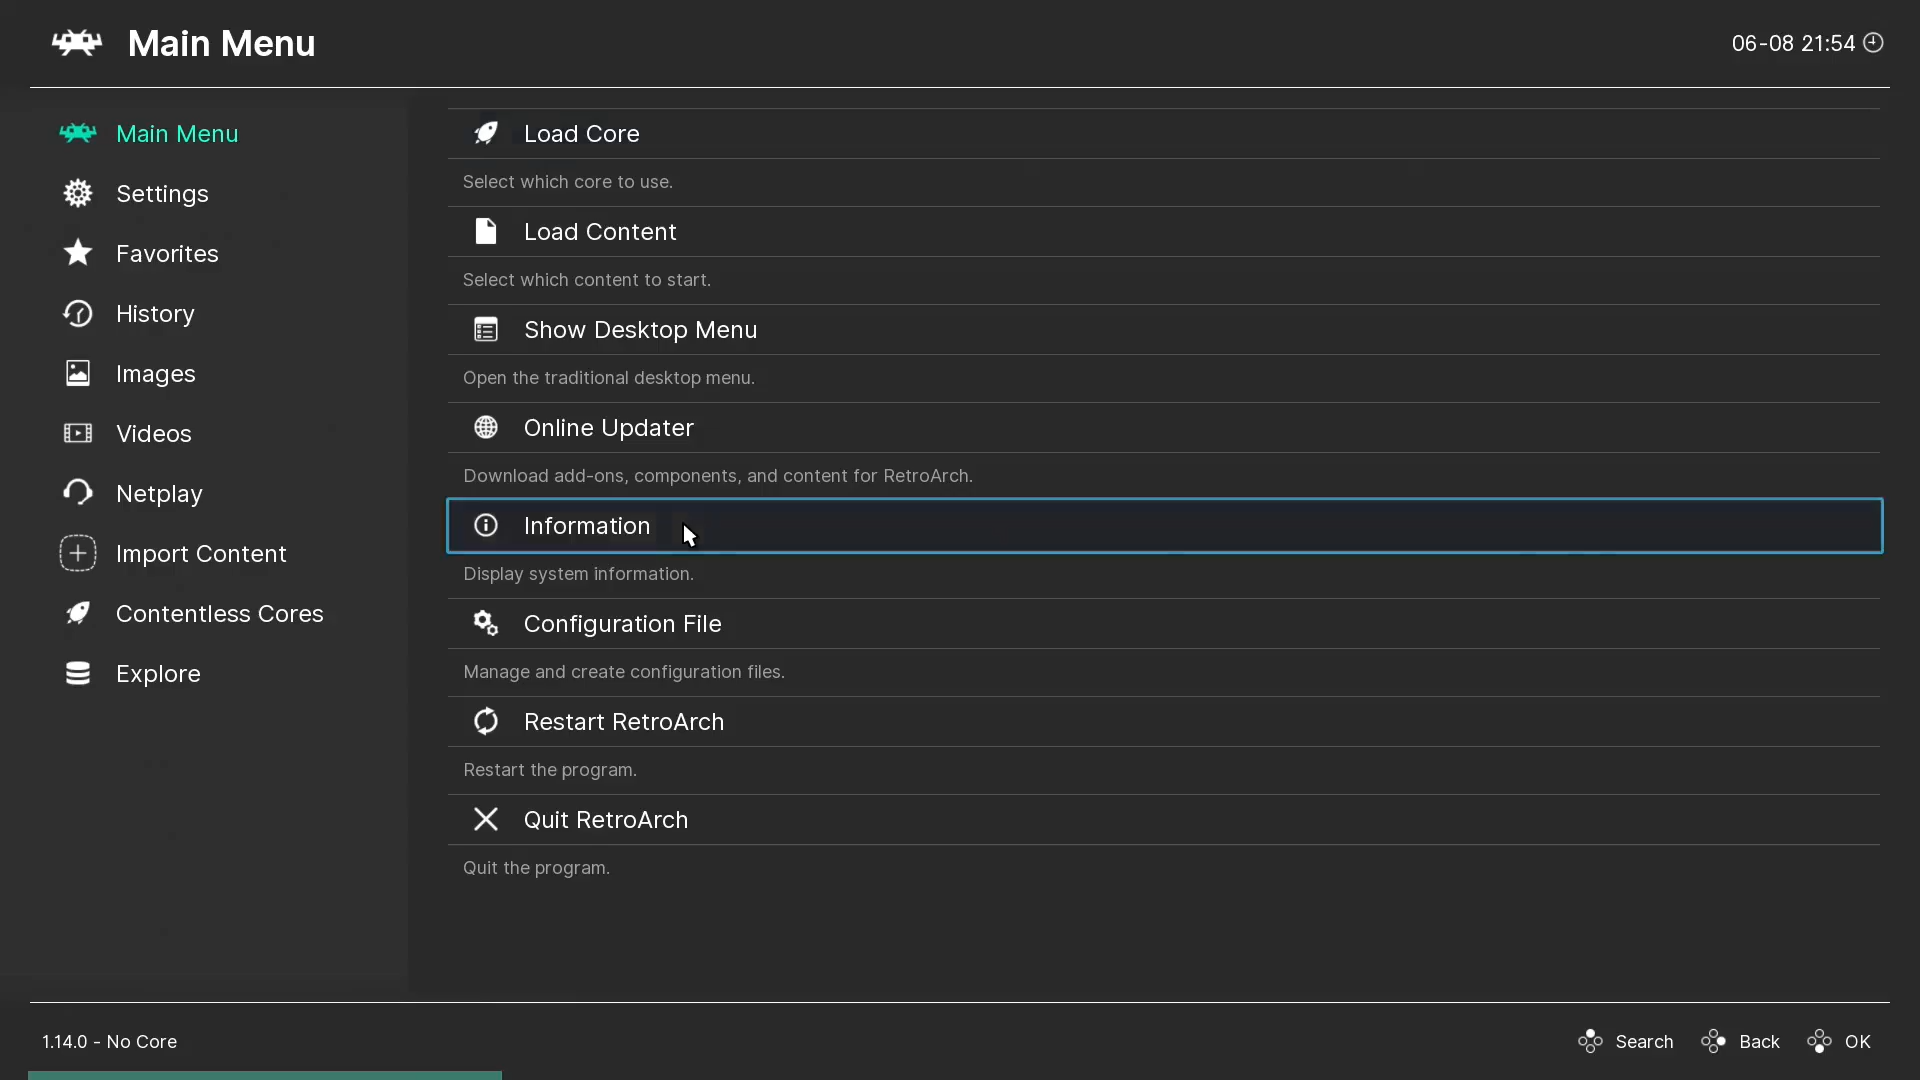 Main Menu
06-08 21:54
Main Menu
Settings
Favorites
History
Images
Videos
Netplay
Import Content
Contentless Cores
Explore
Load Core
Select which core to use.
Load Content
Select which content to start.
Show Desktop Menu
Open the traditional desktop menu.
Online Updater
Download add-ons, components, and content for RetroArch.
Information
Display system information.
Configuration File
Manage and create configuration files.
Restart RetroArch
Restart the program.
Quit RetroArch
Quit the program.
1.14.0 - No Core
Search Back OK